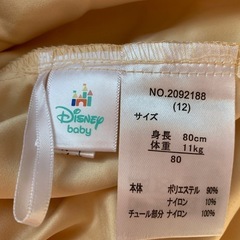 Disney
baby
NO.2092188
(12)
サイズ
身長 80cm
体重 11kg
80
本体 ポリエステル 90%
ナイロン 10%
チュール部分 ナイロン 100%